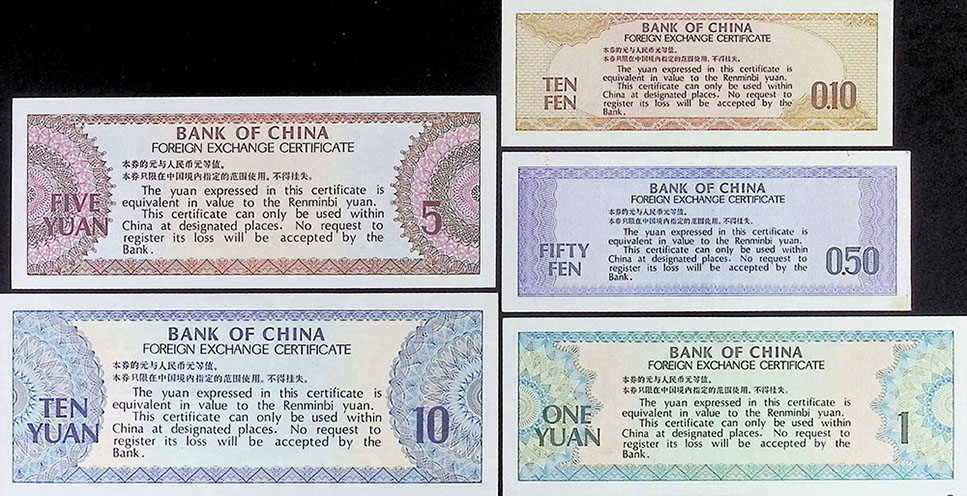 BANK OF CHINA
FOREIGN EXCHANGE CERTIFICATE
本券的元与人民币元等值。
本券只限在中国境内指定的范围使用，不得挂失。
TEN
FEN
The yuan expressed in this certificate is
equivalent in value to the Renminbi yuan.
This certificate can only be used within
China at designated places. No request to
register its loss will be accepted by the
Bank.
0.10
BANK OF CHINA
FOREIGN EXCHANGE CERTIFICATE
本券的元与人民币元等值。
本券只限在中国境内指定的范围使用，不得挂失。
FIVE
YUAN
The yuan expressed in this certificate is
equivalent in value to the Renminbi yuan.
This certificate can only be used within
China at designated places. No request to
register its loss will be accepted by the
Bank.
5
BANK OF CHINA
FOREIGN EXCHANGE CERTIFICATE
本券的元与人民币元等值。
本券只限在中国境内指定的范围使用，不得挂失。
FIFTY
FEN
The yuan expressed in this certificate is
equivalent in value to the Renminbi yuan.
This certificate can only be used within
China at designated places. No request to
register its loss will be accepted by the
Bank.
0.50
BANK OF CHINA
FOREIGN EXCHANGE CERTIFICATE
本券的元与人民币元等值。
本券只限在中国境内指定的范围使用，不得挂失。
TEN
YUAN
The yuan expressed in this certificate is
equivalent in value to the Renminbi yuan.
This certificate can only be used within
China at designated places. No request to
register its loss will be accepted by the
Bank.
10
BANK OF CHINA
FOREIGN EXCHANGE CERTIFICATE
本券的元与人民币元等值。
本券只限在中国境内指定的范围使用，不得挂失。
ONE
YUAN
The yuan expressed in this certificate is
equivalent in value to the Renminbi yuan.
This certificate can only be used within
China at designated places. No request to
register its loss will be accepted by the
Bank.
1